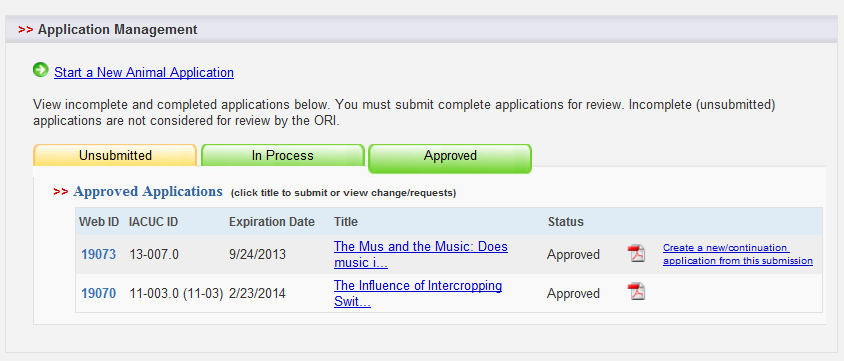 >> Application Management
Start a New Animal Application
View incomplete and completed applications below. You must submit complete applications for review. Incomplete (unsubmitted)
applications are not considered for review by the ORI.
Unsubmitted In Process Approved
>> Approved Applications (click title to submit or view change/requests)
Web ID IACUC ID Expiration Date Title Status
19073 13-007.0 9/24/2013 The Mus and the Music: Does Approved Create a new/continuation
music i... application from this submission
19070 11-003.0 (11-03) 2/23/2014 The Influence of Intercropping Approved
Swit...